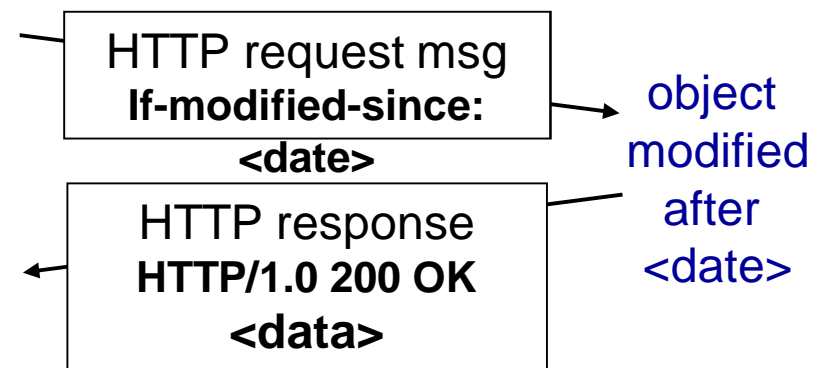 HTTP request msg
If-modified-since:
<date>
object
modified
after
<date>
HTTP response
HTTP/1.0 200 OK
<data>